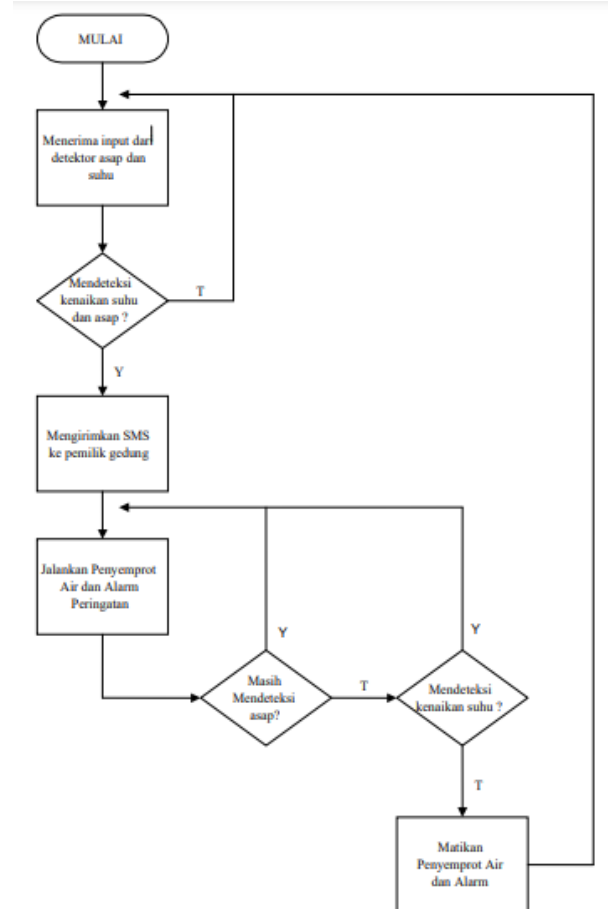 MULAI
Menerima input dari
detektor asap dan
suhu
Mendeteksi
kenaikan suhu
dan asap ?
T
Y
Mengirimkan SMS
ke pemilik gedung
Jalankan Penyemprot
Air dan Alarm
Peringatan
Y
Masih
Mendeteksi
asap?
T
Y
Mendeteksi
kenaikan suhu ?
T
Matikan
Penyemprot Air
dan Alarm